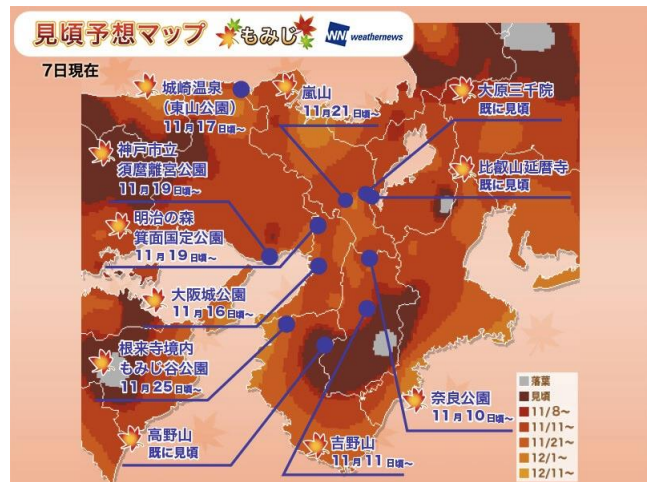 見頃予想マップ もみじ WNI weathernews
7日現在
城崎温泉
(東山公園)
11月17日頃~
嵐山
11月21日頃~
大原三千院
既に見頃
神戸市立
須磨離宮公園
11月19日頃~
比叡山延暦寺
既に見頃
明治の森
箕面国定公園
11月19日頃~
大阪城公園
11月16日頃~
根来寺境内
もみじ谷公園
11月25日頃~
奈良公園
11月10日頃~
高野山
既に見頃
吉野山
11月11日頃~
落葉
見頃
11/8~
11/11~
11/21~
12/1~
12/11~